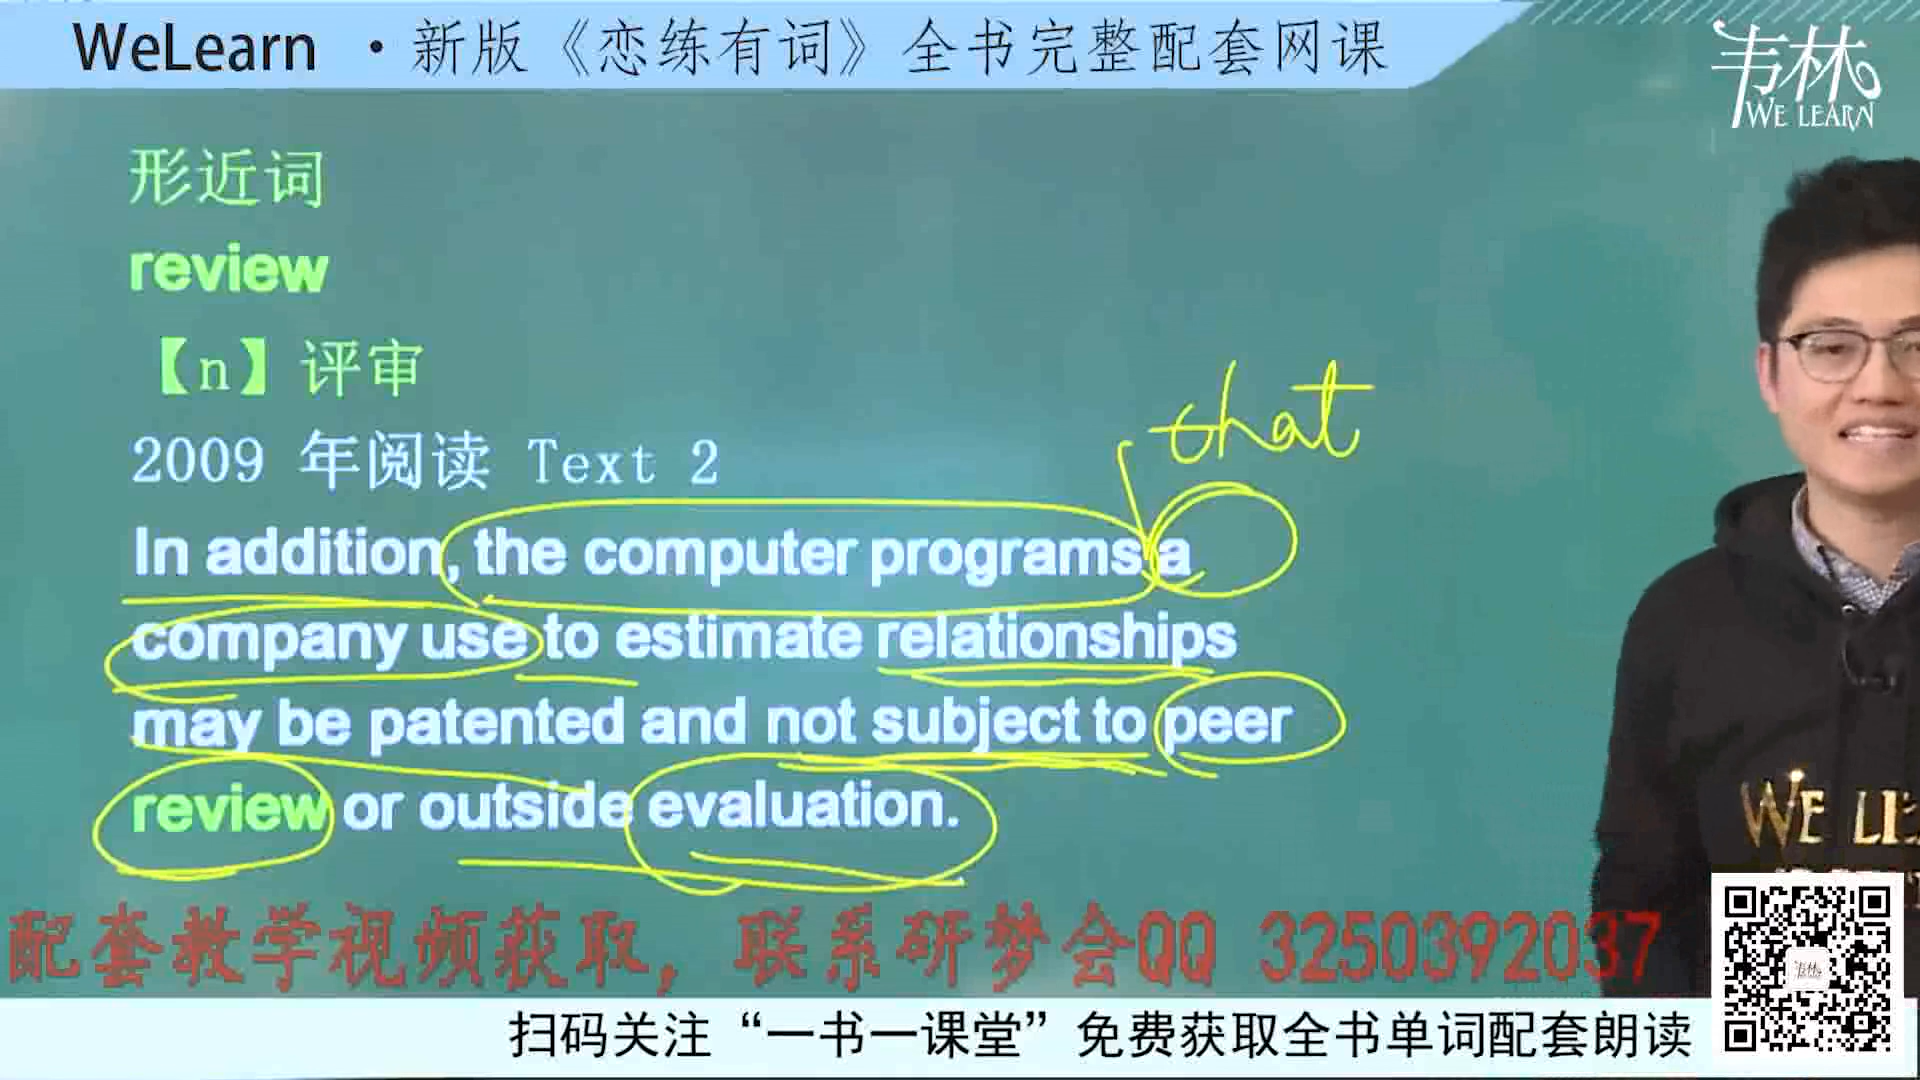 WeLearn ·新版《恋练有词》全书完整配套网课
韦林
WE LEARN
形近词
review
【n】评审
that
2009 年阅读 Text 2
In addition, the computer programs a
company use to estimate relationships
may be patented and not subject to peer
review or outside evaluation.
WE LE
配套教学视频获取，联系研梦会QQ 3250392037
扫码关注“一书一课堂”免费获取全书单词配套朗读